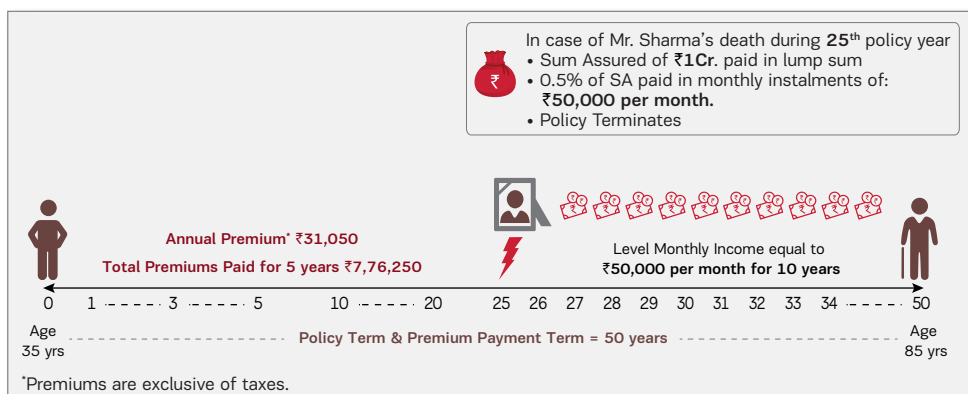 In case of Mr. Sharma's death during 25th policy year
• Sum Assured of ₹1Cr. paid in lump sum
• 0.5% of SA paid in monthly instalments of:
₹50,000 per month.
• Policy Terminates
Annual Premium* ₹31,050
Total Premiums Paid for 5 years ₹7,76,250
Level Monthly Income equal to
₹50,000 per month for 10 years
0 1 ------ 3 ------ 5 10 ------ 20 25 26 27 28 29 30 31 32 33 34 ------ 50
Age
35 yrs
Policy Term & Premium Payment Term = 50 years
Age
85 yrs
*Premiums are exclusive of taxes.